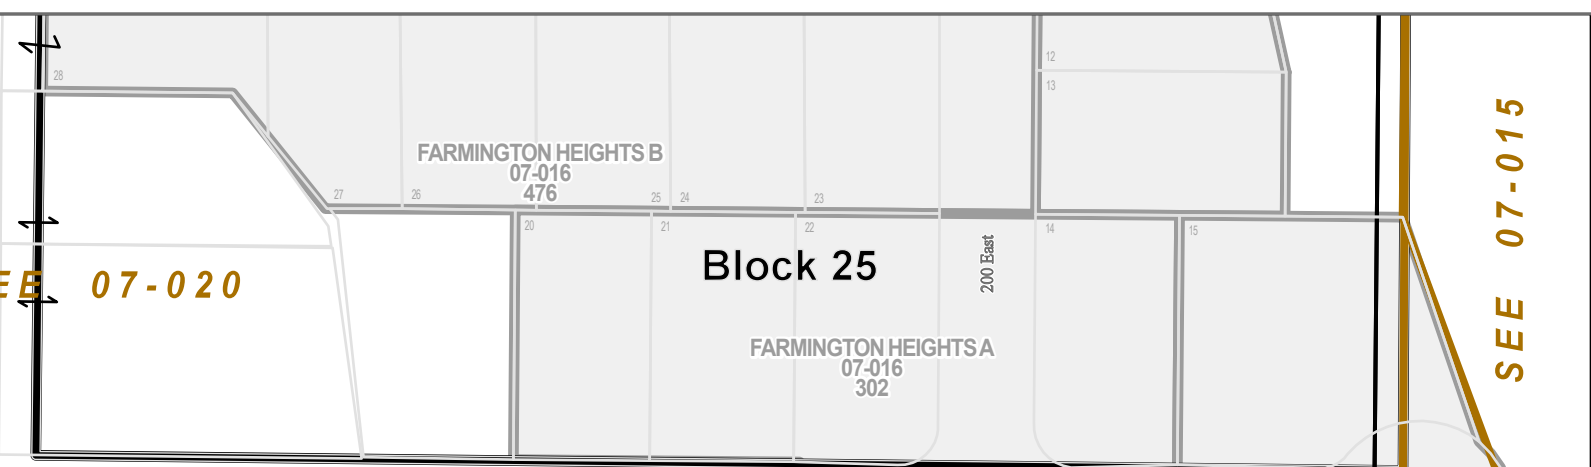 12
28
13
FARMINGTON HEIGHTS B
07-016
476
27
26
25
24
23
20
21
22
14
15
Block 25
200 East
EE 07-020
SEE 07-015
FARMINGTON HEIGHTS A
07-016
302